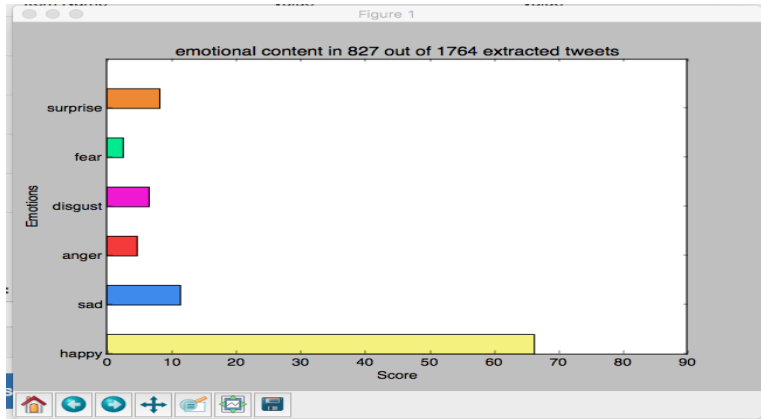 Figure 1
emotional content in 827 out of 1764 extracted tweets
Emotions
surprise
fear
disgust
anger
sad
happy
0 10 20 30 40 50 60 70 80 90
Score